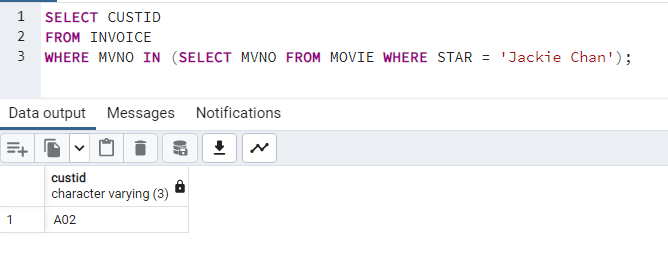 1 SELECT CUSTID
2 FROM INVOICE
3 WHERE MVNO IN (SELECT MVNO FROM MOVIE WHERE STAR = 'Jackie Chan');
Data output Messages Notifications
custid
character varying (3)
1 A02